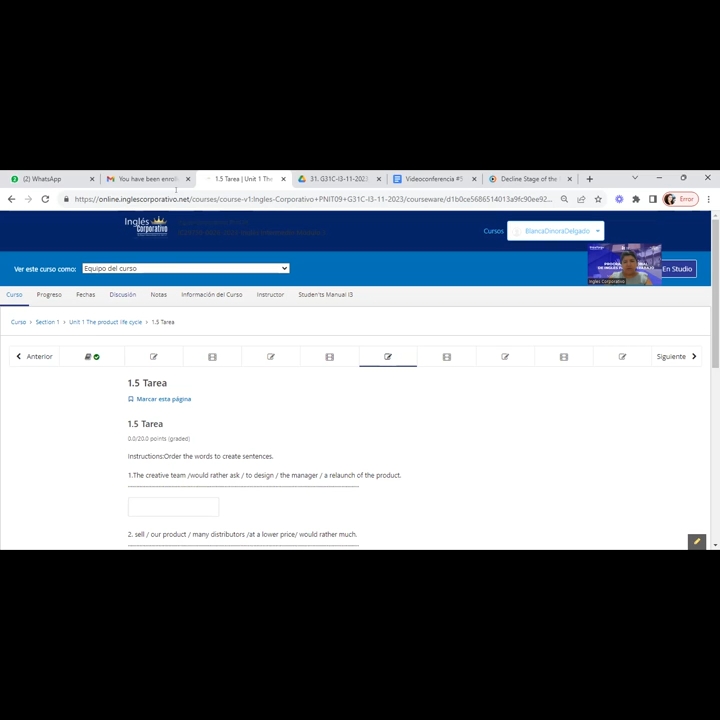 (2) WhatsApp
You have been enrol
1.5 Tarea | Unit 1 The
31. G31C-I3-11-2023
Videoconferencia #5
Decline Stage of the
https://online.inglescorporativo.net/courses/course-v1:Ingles-Corporativo+PNIT09+G31C-I3-11-2023/courseware/d1b0ce5686514013a9fc90ee92...
Error
Inglés
Corporativo
Cursos
BlancaDinoraDelgado
Ver este curso como:
Equipo del curso
Ingles Corporativo
En Studio
Curso
Progreso
Fechas
Discusión
Notas
Información del Curso
Instructor
Studen'ts Manual I3
Curso > Section 1 > Unit 1 The product life cycle > 1.5 Tarea
Anterior
Siguiente
1.5 Tarea
Marcar esta página
1.5 Tarea
0.0/20.0 points (graded)
Instructions:Order the words to create sentences.
1.The creative team /would rather ask / to design / the manager / a relaunch of the product.
2. sell / our product / many distributors /at a lower price/ would rather much.